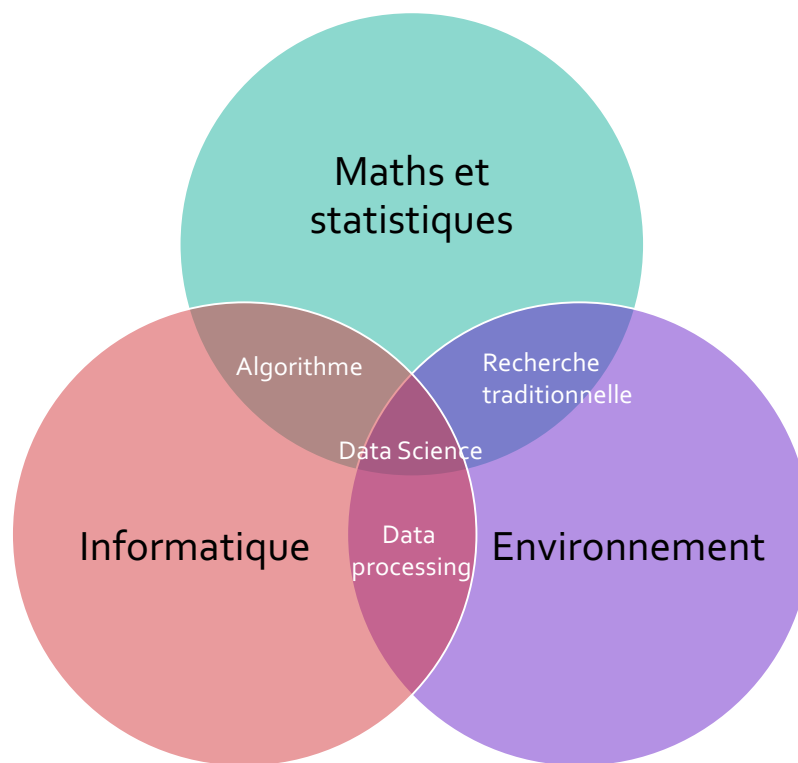 Maths et
statistiques
Algorithme
Recherche
traditionnelle
Data Science
Informatique
Data
processing
Environnement